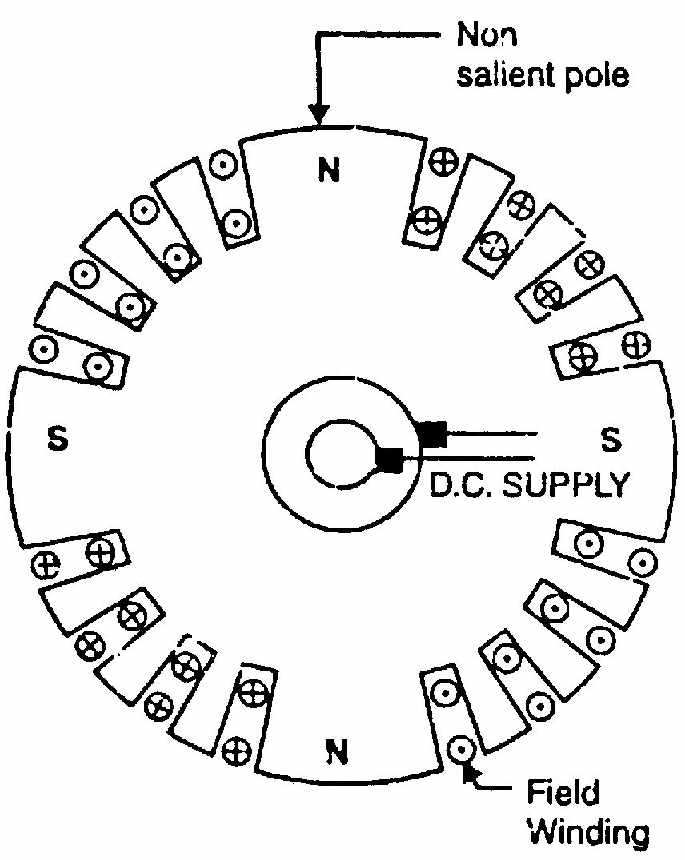 Non
salient pole
N
S
S
D.C. SUPPLY
N
Field
Winding